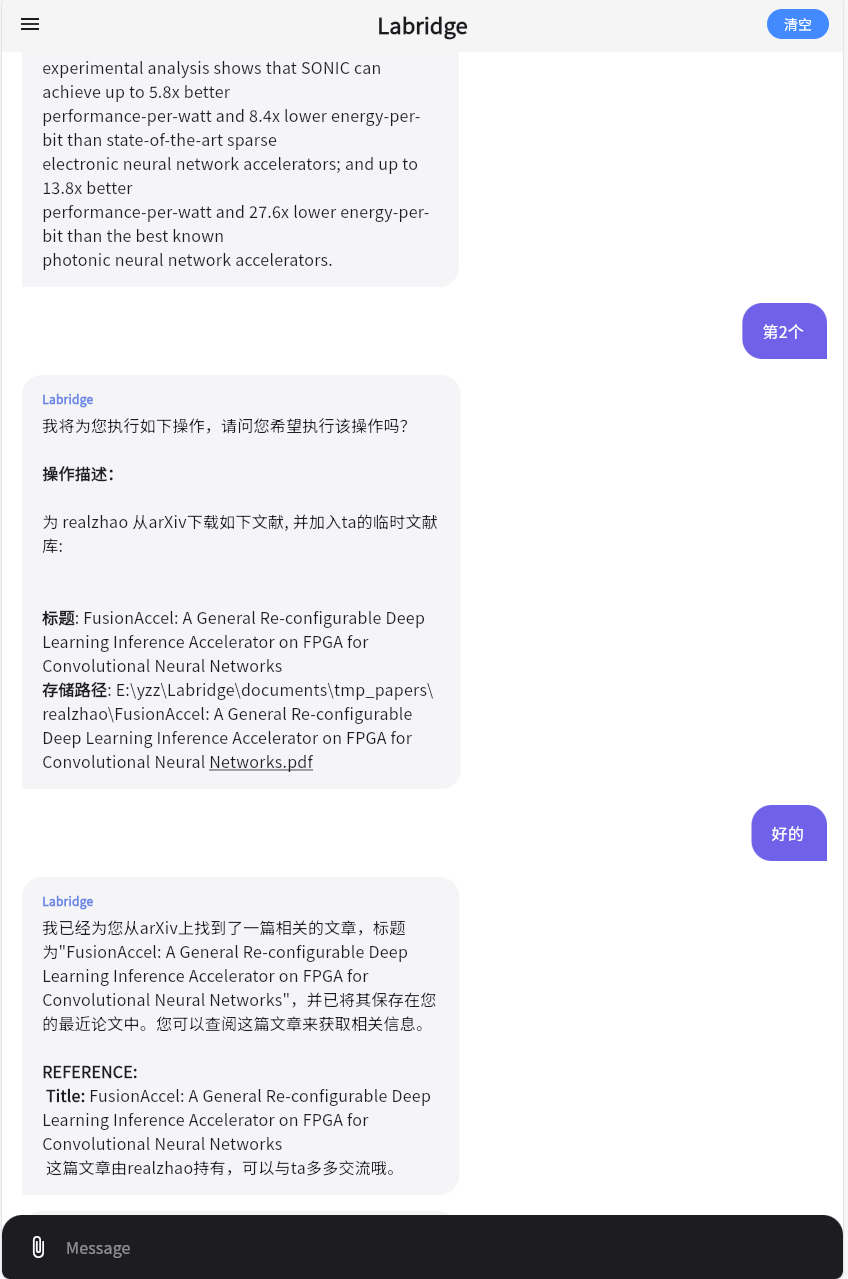 Labridge
清空
experimental analysis shows that SONIC can
achieve up to 5.8x better
performance-per-watt and 8.4x lower energy-per-
bit than state-of-the-art sparse
electronic neural network accelerators; and up to
13.8x better
performance-per-watt and 27.6x lower energy-per-
bit than the best known
photonic neural network accelerators.
第2个
Labridge
我将为您执行如下操作，请问您希望执行该操作吗？
操作描述：
为 realzhao 从arXiv下载如下文献, 并加入ta的临时文献
库:
标题: FusionAccel: A General Re-configurable Deep
Learning Inference Accelerator on FPGA for
Convolutional Neural Networks
存储路径: E:\yzz\Labridge\documents\tmp_papers\
realzhao\FusionAccel: A General Re-configurable
Deep Learning Inference Accelerator on FPGA for
Convolutional Neural Networks.pdf
好的
Labridge
我已经为您从arXiv上找到了一篇相关的文章，标题
为"FusionAccel: A General Re-configurable Deep
Learning Inference Accelerator on FPGA for
Convolutional Neural Networks"，并已将其保存在您
的最近论文中。您可以查阅这篇文章来获取相关信息。
REFERENCE:
Title: FusionAccel: A General Re-configurable Deep
Learning Inference Accelerator on FPGA for
Convolutional Neural Networks
这篇文章由realzhao持有，可以与ta多多交流哦。
Message